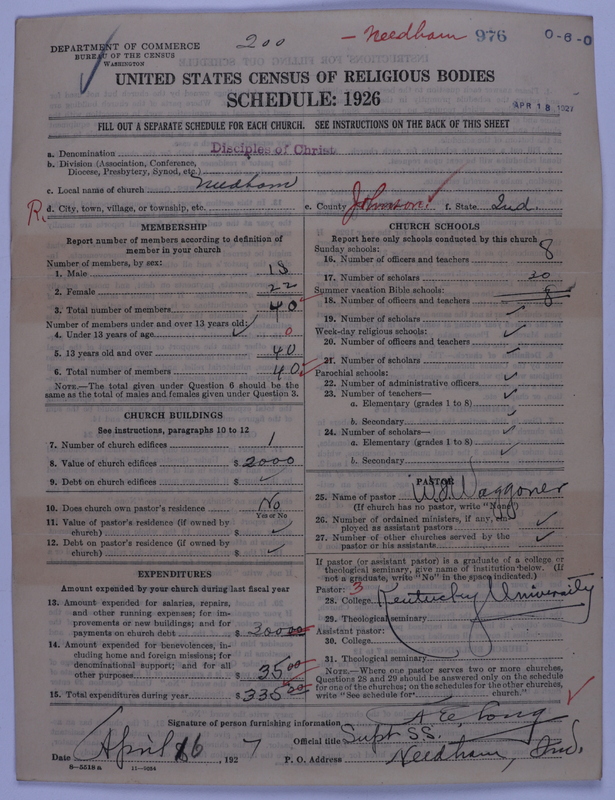 200 — Needham 976 0-6-0
DEPARTMENT OF COMMERCE
BUREAU OF THE CENSUS
WASHINGTON
UNITED STATES CENSUS OF RELIGIOUS BODIES
SCHEDULE: 1926
APR 18 1927
FILL OUT A SEPARATE SCHEDULE FOR EACH CHURCH. SEE INSTRUCTIONS ON THE BACK OF THIS SHEET
a. Denomination Disciples of Christ
b. Division (Association, Conference,
Diocese, Presbytery, Synod, etc.)
c. Local name of church Needham
R. d. City, town, village, or township, etc. e. County Johnson. f. State Ind.
MEMBERSHIP
Report number of members according to definition of
member in your church
Number of members, by sex:
1. Male 18
2. Female 22
3. Total number of members 40
Number of members under and over 13 years old:
4. Under 13 years of age ✓ 0
5. 13 years old and over 40
6. Total number of members 40
NOTE.—The total given under Question 6 should be the
same as the total of males and females given under Question 3.
CHURCH BUILDINGS
See instructions, paragraphs 10 to 12
7. Number of church edifices 1
8. Value of church edifices $ 2000
9. Debt on church edifices $ ✓
10. Does church own pastor's residence No
Yes or No
11. Value of pastor's residence (if owned by
church) $ ✓
12. Debt on pastor's residence (if owned by
church) $ ✓
EXPENDITURES
Amount expended by your church during last fiscal year
13. Amount expended for salaries, repairs,
and other running expenses; for im-
provements or new buildings; and for
payments on church debt $ 300 00
14. Amount expended for benevolences, in-
cluding home and foreign missions; for
denominational support; and for all
other purposes $ 35 00
15. Total expenditures during year $ 335 00
CHURCH SCHOOLS
Report here only schools conducted by this church
Sunday schools:
16. Number of officers and teachers 8
17. Number of scholars 30
Summer vacation Bible schools:
18. Number of officers and teachers 8
19. Number of scholars ✓
Week-day religious schools:
20. Number of officers and teachers ✓
21. Number of scholars ✓
Parochial schools:
22. Number of administrative officers ✓
23. Number of teachers—
a. Elementary (grades 1 to 8) ✓
b. Secondary ✓
24. Number of scholars—
a. Elementary (grades 1 to 8) ✓
b. Secondary ✓
PASTOR
25. Name of pastor W. J. Waggoner
(If church has no pastor, write "None")
26. Number of ordained ministers, if any, em-
ployed as assistant pastors ✓
27. Number of other churches served by the
pastor or his assistants ✓
If pastor (or assistant pastor) is a graduate of a college or
theological seminary, give name of institution below. (If
not a graduate, write "No" in the space indicated.)
Pastor: 3
28. College Kentucky University
29. Theological seminary
Assistant pastor:
30. College
31. Theological seminary
NOTE.—Where one pastor serves two or more churches,
Questions 28 and 29 should be answered only on the schedule
for one of the churches; on the schedules for the other churches,
write "See schedule for church."
Signature of person furnishing information A. E. Long
Official title Supt S.S.
Date April 16, 1927 P. O. Address Needham, Ind.
8—5518 a 11—9094